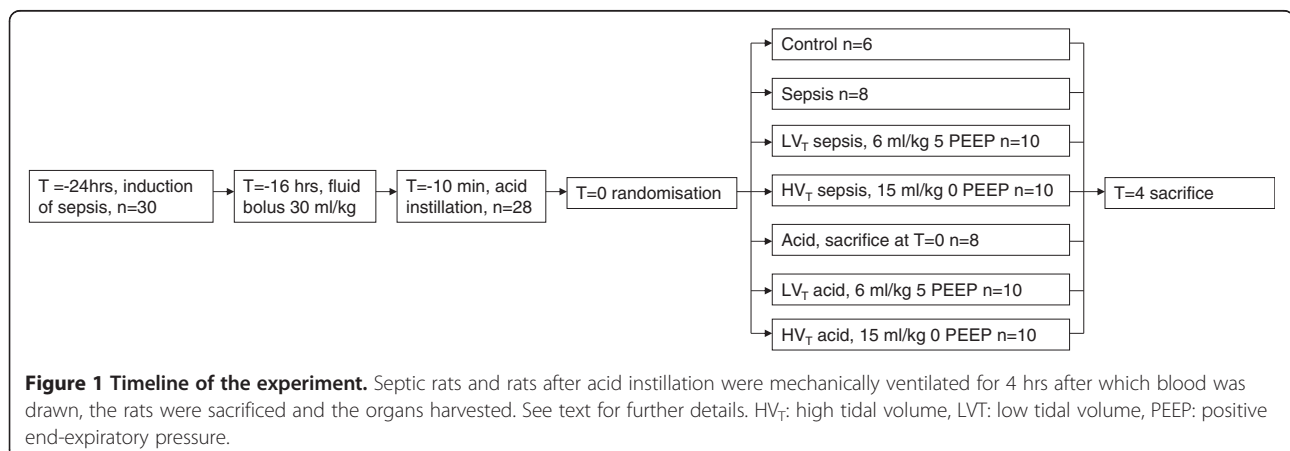 Control n=6
Sepsis n=8
LVT sepsis, 6 ml/kg 5 PEEP n=10
T =-24hrs, induction
of sepsis, n=30
T=-16 hrs, fluid
bolus 30 ml/kg
T=-10 min, acid
instillation, n=28
T=0 randomisation
HVT sepsis, 15 ml/kg 0 PEEP n=10
T=4 sacrifice
Acid, sacrifice at T=0 n=8
LVT acid, 6 ml/kg 5 PEEP n=10
HVT acid, 15 ml/kg 0 PEEP n=10
Figure 1 Timeline of the experiment. Septic rats and rats after acid instillation were mechanically ventilated for 4 hrs after which blood was
drawn, the rats were sacrificed and the organs harvested. See text for further details. HVT: high tidal volume, LVT: low tidal volume, PEEP: positive
end-expiratory pressure.